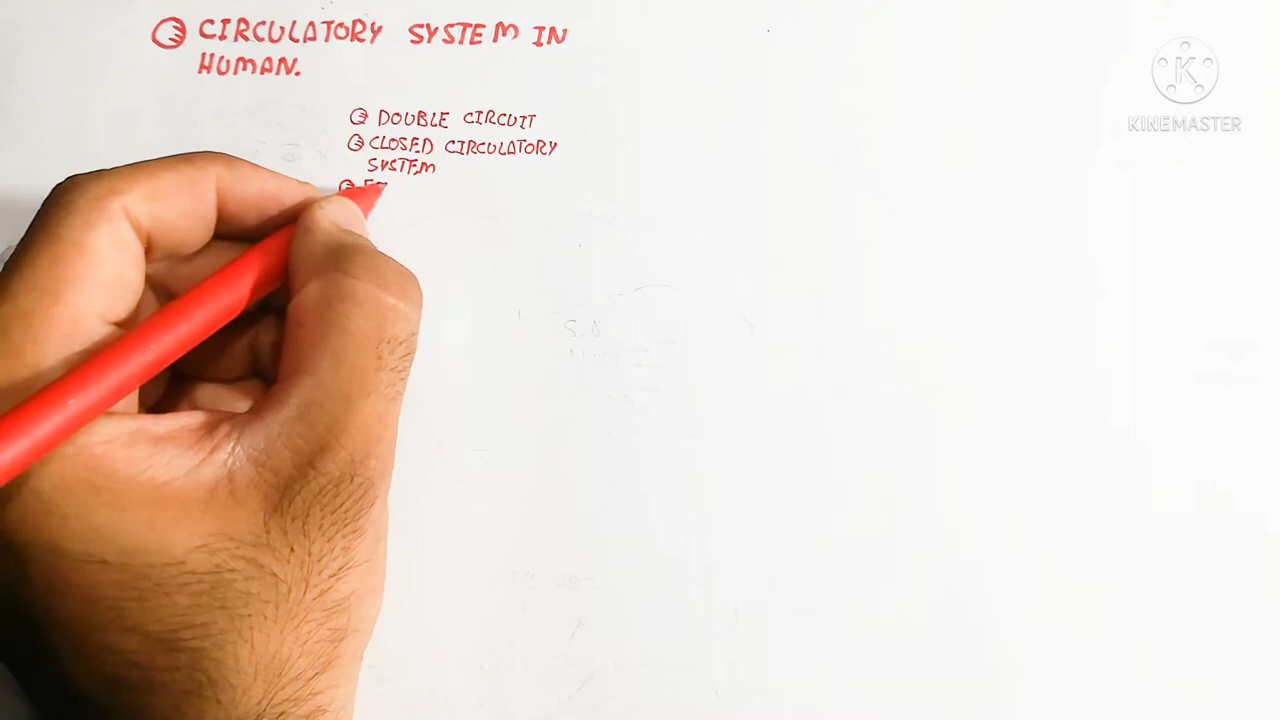 CIRCULATORY SYSTEM IN
HUMAN.
DOUBLE CIRCUIT
CLOSED CIRCULATORY
SYSTEM
K
KINEMASTER
S.A